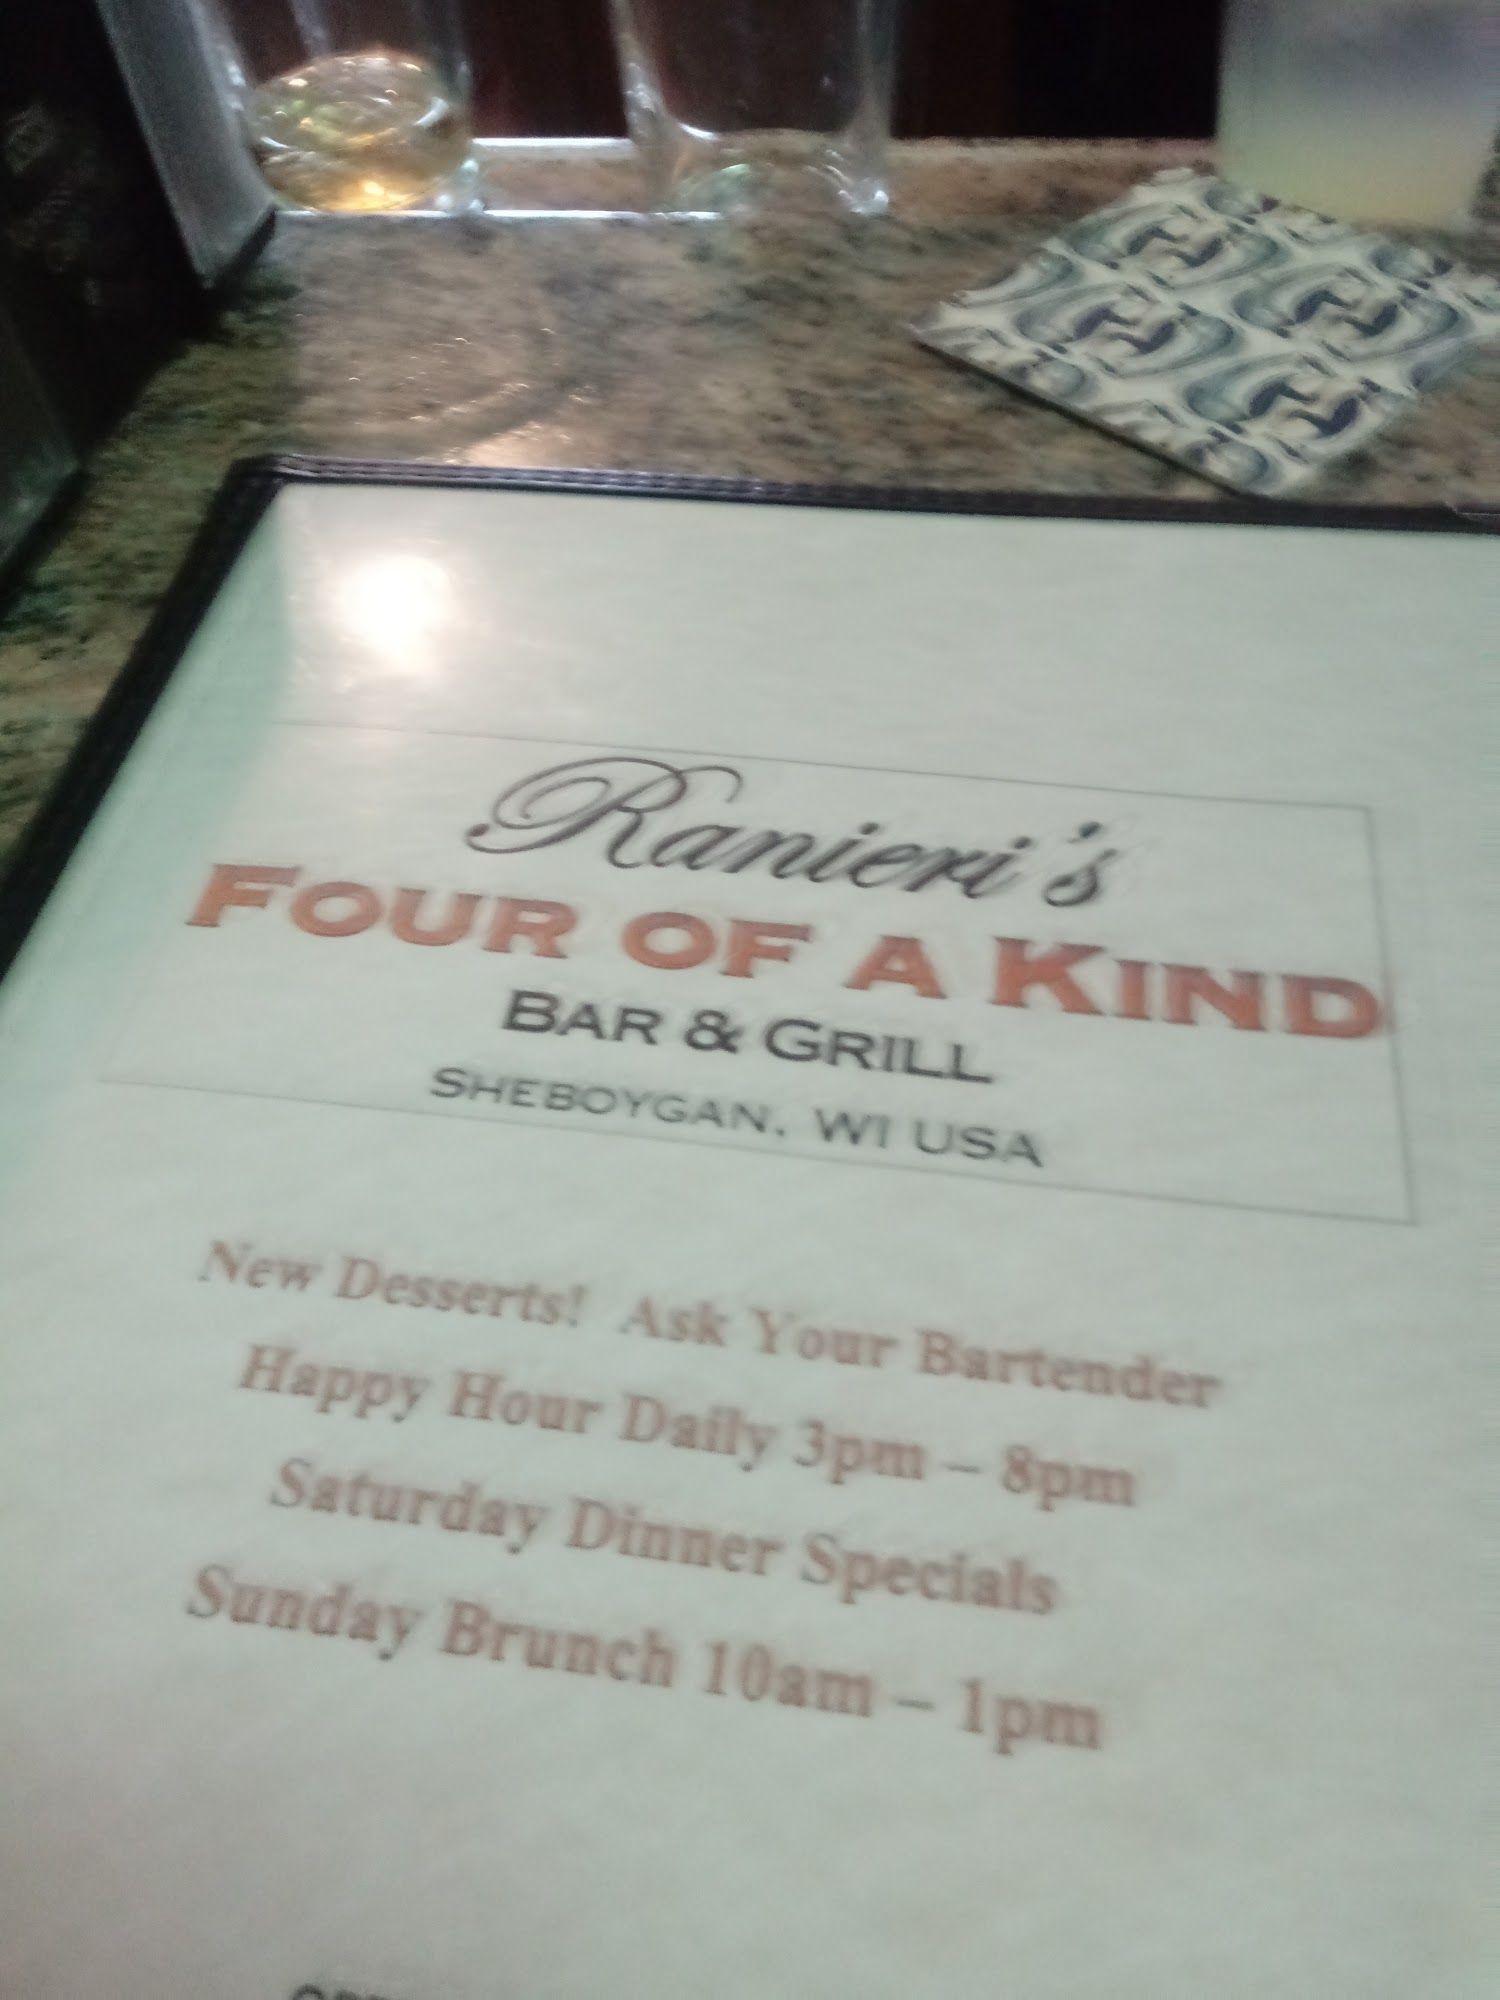 Ranieri's
FOUR OF A KIND
BAR & GRILL
SHEBOYGAN, WI USA
New Desserts! Ask Your Bartender
Happy Hour Daily 3pm – 8pm
Saturday Dinner Specials
Sunday Brunch 10am – 1pm